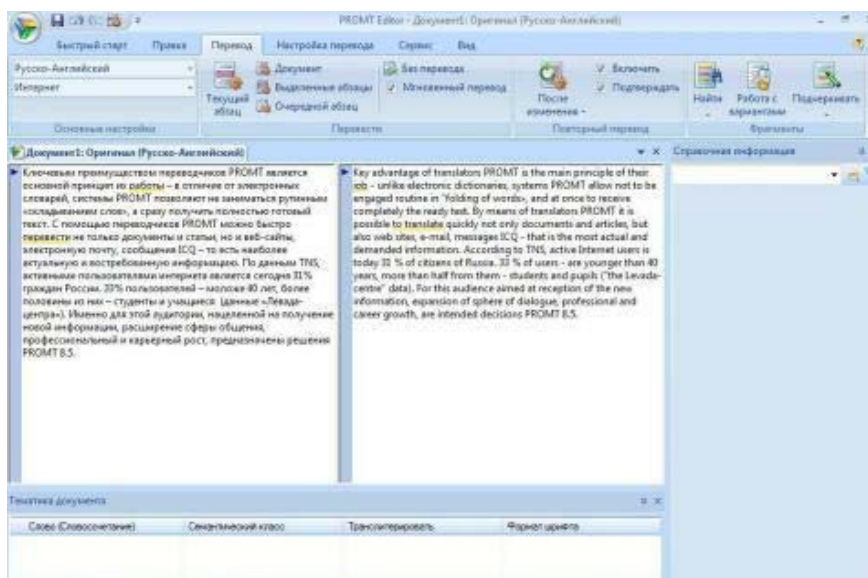 PROMT Editor - Документ1: Оригинал (Русско-Английский)
Быстрый старт Правка Перевод Настройка перевода Сервис Вид
Русско-Английский
Интернет
Основные настройки
Текущий абзац
Документ
Выделенные абзацы
Очередной абзац
Без перевода
Мгновенный перевод
Перевести
После изменения
Включить
Подтверждать
Повторный перевод
Найти
Работа с вариантами
Подчеркивать
Фрагменты
Документ1: Оригинал (Русско-Английский)
Справочная информация
Ключевым преимуществом переводчиков PROMT является
основной принцип их работы – в отличие от электронных
словарей, системы PROMT позволяют не заниматься рутинным
«складыванием слов», а сразу получить полностью готовый
текст. С помощью переводчиков PROMT можно быстро
перевести не только документы и статьи, но и веб-сайты,
электронную почту, сообщения ICQ – то есть наиболее
актуальную и востребованную информацию. По данным TNS,
активными пользователями интернета является сегодня 31%
граждан России. 33% пользователей – моложе 40 лет, более
половины из них – студенты и учащиеся (данные «Левада-
центра»). Именно для этой аудитории, нацеленной на получение
новой информации, расширение сферы общения,
профессиональный и карьерный рост, предназначены решения
PROMT 8.5.
Key advantage of translators PROMT is the main principle of their
job - unlike electronic dictionaries, systems PROMT allow not to be
engaged routine in "folding of words», and at once to receive
completely the ready text. By means of translators PROMT it is
possible to translate quickly not only documents and articles, but
also web sites, e-mail, messages ICQ - that is the most actual and
demanded information. According to TNS, active Internet users is
today 31 % of citizens of Russia. 33 % of users - are younger than 40
years, more than half from them - students and pupils ("the Levada-
centre" data). For this audience aimed at reception of the new
information, expansion of sphere of dialogue, professional and
career growth, are intended decisions PROMT 8.5.
Тематика документа
Слово (Словосочетание) Семантический класс Транслитерировать Формат шрифта